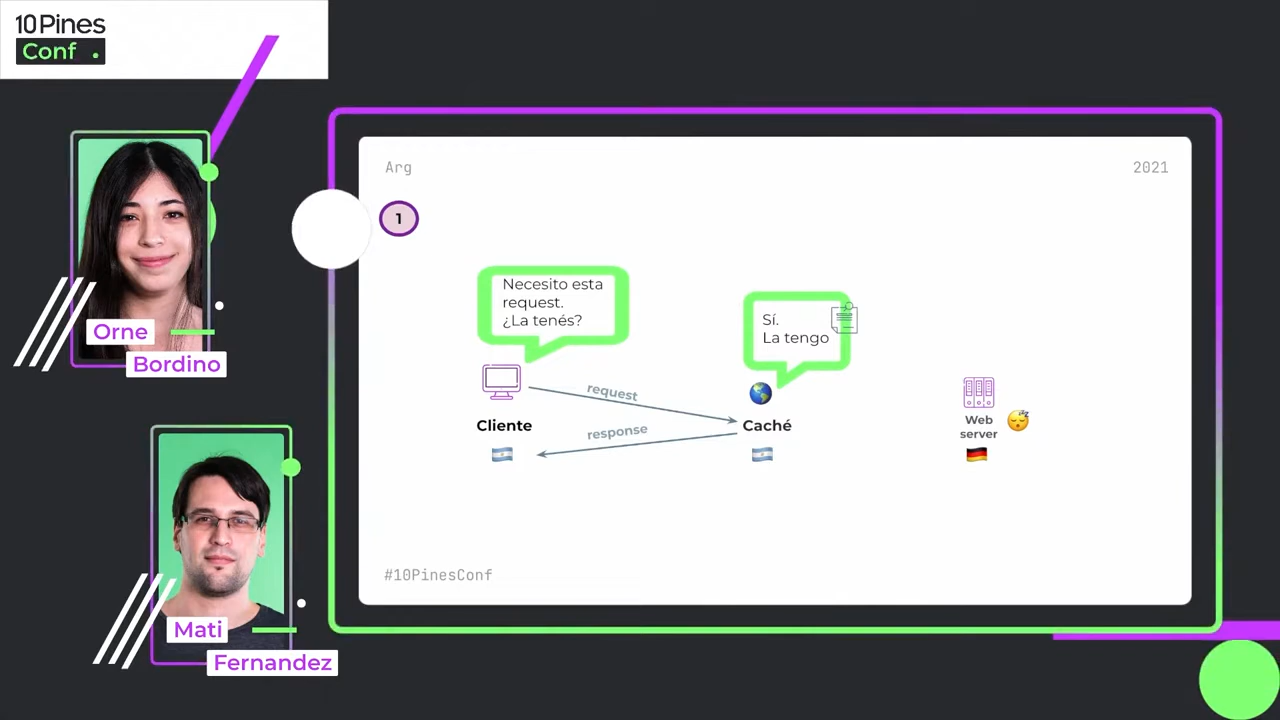 10Pines
Conf
Orne
Bordino
Mati
Fernandez
Arg
2021
1
Necesito esta
request.
¿La tenés?
Sí.
La tengo
request
response
Cliente
Caché
Web
server
#10PinesConf